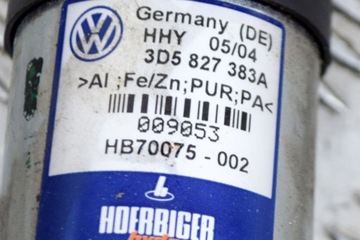 Germany (DE)
HHY 05/04
3D5 827 383A
>Al ;Fe/Zn;PUR;PA<
009053
HB70075-002
HOERBIGER